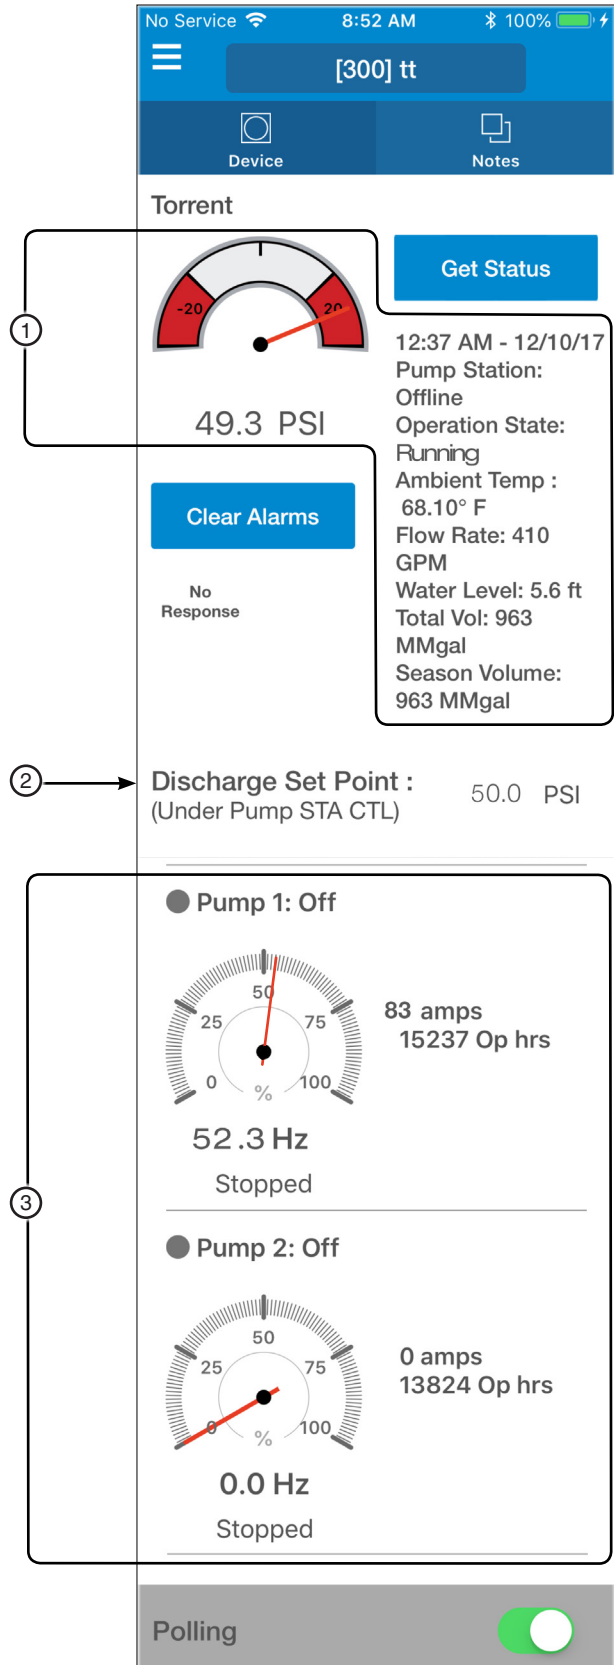 No Service 8:52 AM 100%
[300] tt
Device Notes
Torrent
Get Status
-20 20
1
49.3 PSI
12:37 AM - 12/10/17
Pump Station:
Offline
Operation State:
Running
Ambient Temp :
68.10° F
Flow Rate: 410
GPM
Water Level: 5.6 ft
Total Vol: 963
MMgal
Season Volume:
963 MMgal
Clear Alarms
No
Response
2
Discharge Set Point : 50.0 PSI
(Under Pump STA CTL)
3
Pump 1: Off
50
25 75
0 100
%
83 amps
15237 Op hrs
52.3 Hz
Stopped
Pump 2: Off
50
25 75
0 100
%
0 amps
13824 Op hrs
0.0 Hz
Stopped
Polling